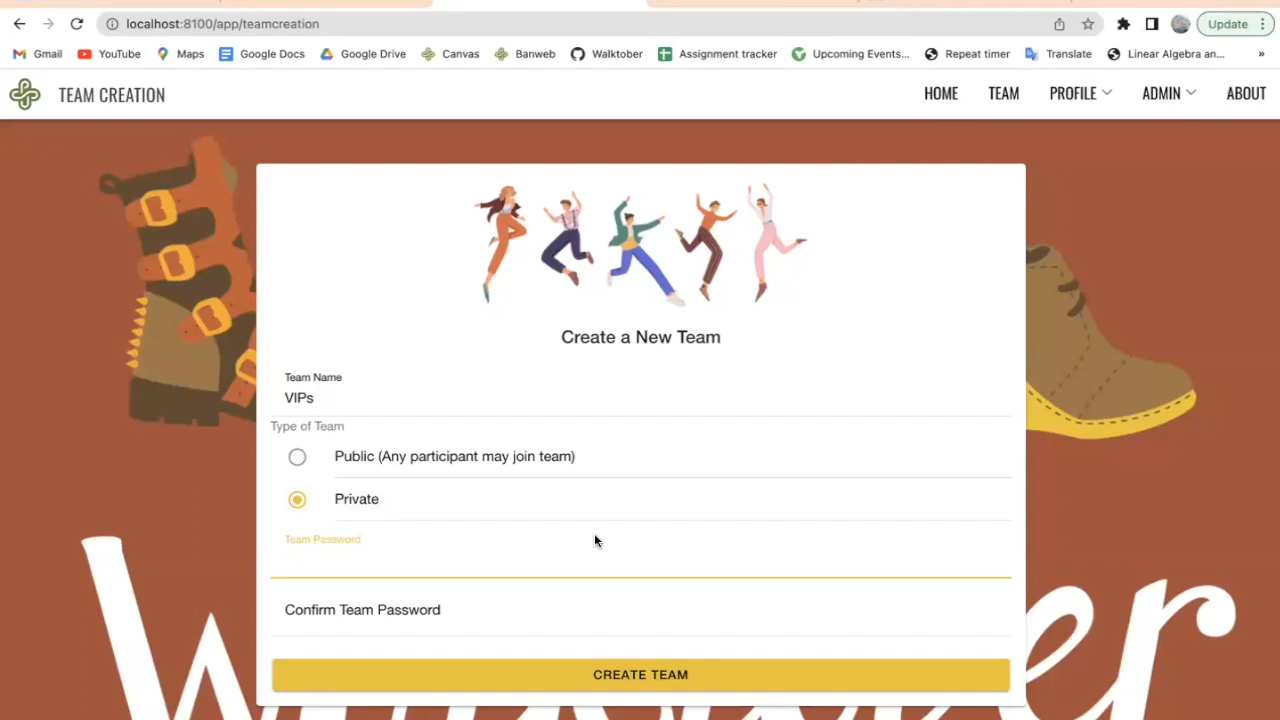 localhost:8100/app/teamcreation
Update
Gmail YouTube Maps Google Docs Google Drive Canvas Banweb Walktober Assignment tracker Upcoming Events... Repeat timer Translate Linear Algebra an... »
TEAM CREATION HOME TEAM PROFILE ADMIN ABOUT
Create a New Team
Team Name
VIPs
Type of Team
Public (Any participant may join team)
Private
Team Password
Confirm Team Password
CREATE TEAM